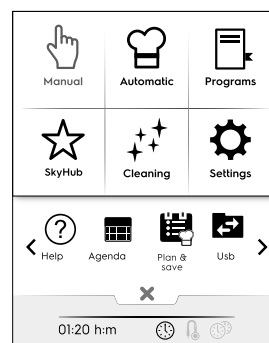 Manual Automatic Programs
SkyHub Cleaning Settings
Help Agenda Plan & save Usb
01:20 h:m